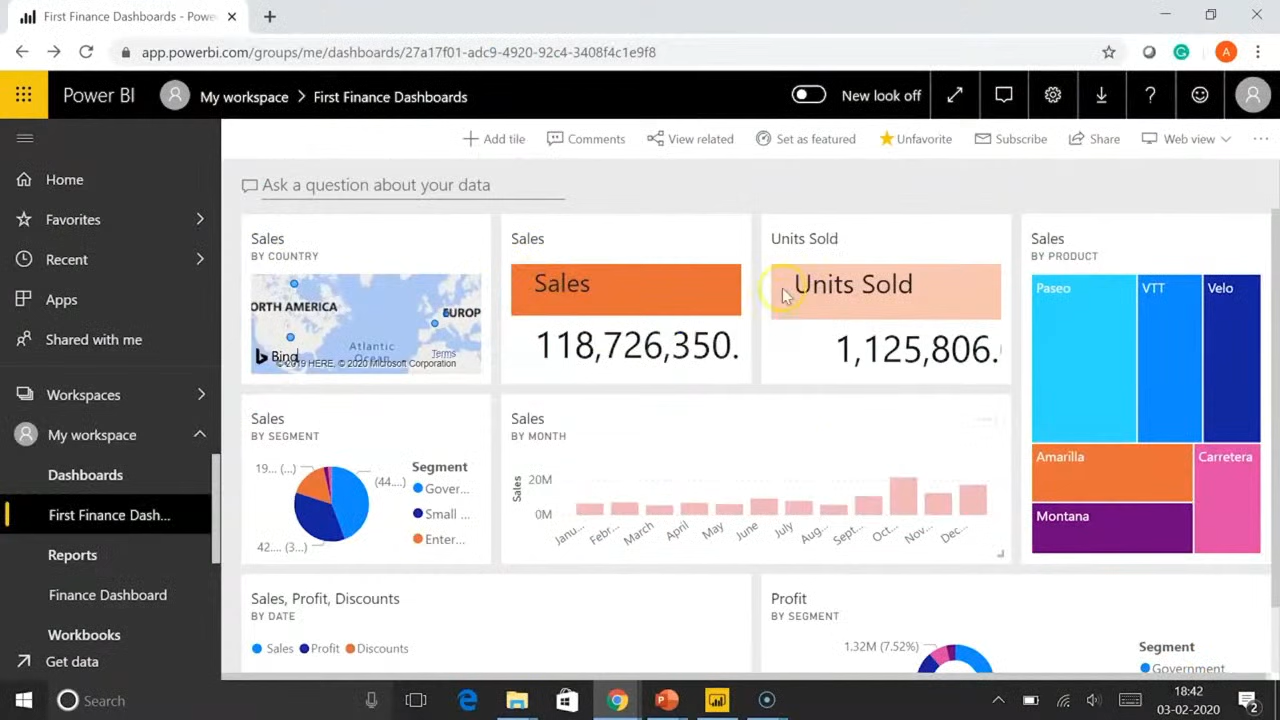 First Finance Dashboards - Powe
app.powerbi.com/groups/me/dashboards/27a17f01-adc9-4920-92c4-3408f4c1e9f8
A
Power BI
My workspace > First Finance Dashboards
New look off
Add tile
Comments
View related
Set as featured
Unfavorite
Subscribe
Share
Web view
Home
Favorites
Recent
Apps
Shared with me
Workspaces
My workspace
Dashboards
First Finance Dash...
Reports
Finance Dashboard
Workbooks
Get data
Ask a question about your data
Sales
BY COUNTRY
ORTH AMERICA
EUROP
Atlantic
Bing
Terms
©2019 HERE, © 2020 Microsoft Corporation
Sales
Sales
118,726,350.
Units Sold
Units Sold
1,125,806.
Sales
BY PRODUCT
Paseo
VTT
Velo
Amarilla
Carretera
Montana
Sales
BY SEGMENT
19... (...)
(44....)
42.... (3...)
Segment
Gover...
Small ...
Enter...
Sales
BY MONTH
Sales
20M
0M
Janu...
Febr...
March
April
May
June
July
Aug...
Sept...
Oct...
Nov...
Dec...
Sales, Profit, Discounts
BY DATE
Sales Profit Discounts
Profit
BY SEGMENT
1.32M (7.52%)
Segment
Government
Search
18:42
03-02-2020
2